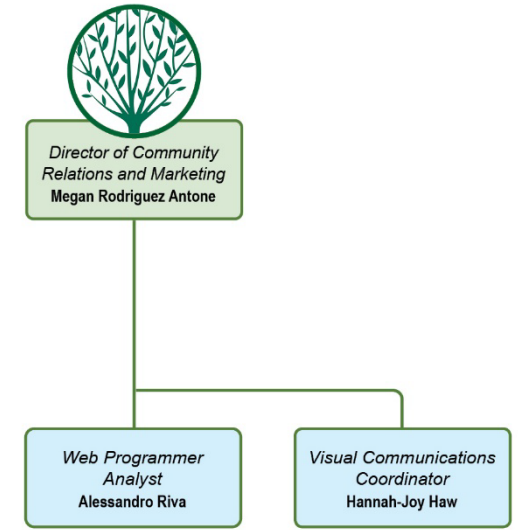 Director of Community
Relations and Marketing
Megan Rodriguez Antone
Web Programmer
Analyst
Alessandro Riva
Visual Communications
Coordinator
Hannah-Joy Haw